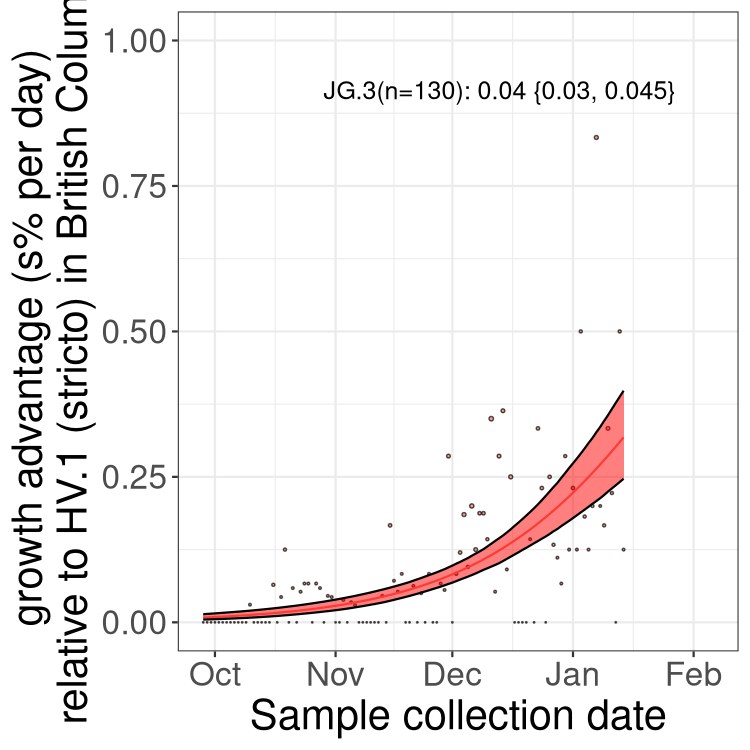 growth advantage (s% per day)
relative to HV.1 (stricto) in British Colum
1.00
0.75
0.50
0.25
0.00
JG.3(n=130): 0.04 {0.03, 0.045}
Oct Nov Dec Jan Feb
Sample collection date